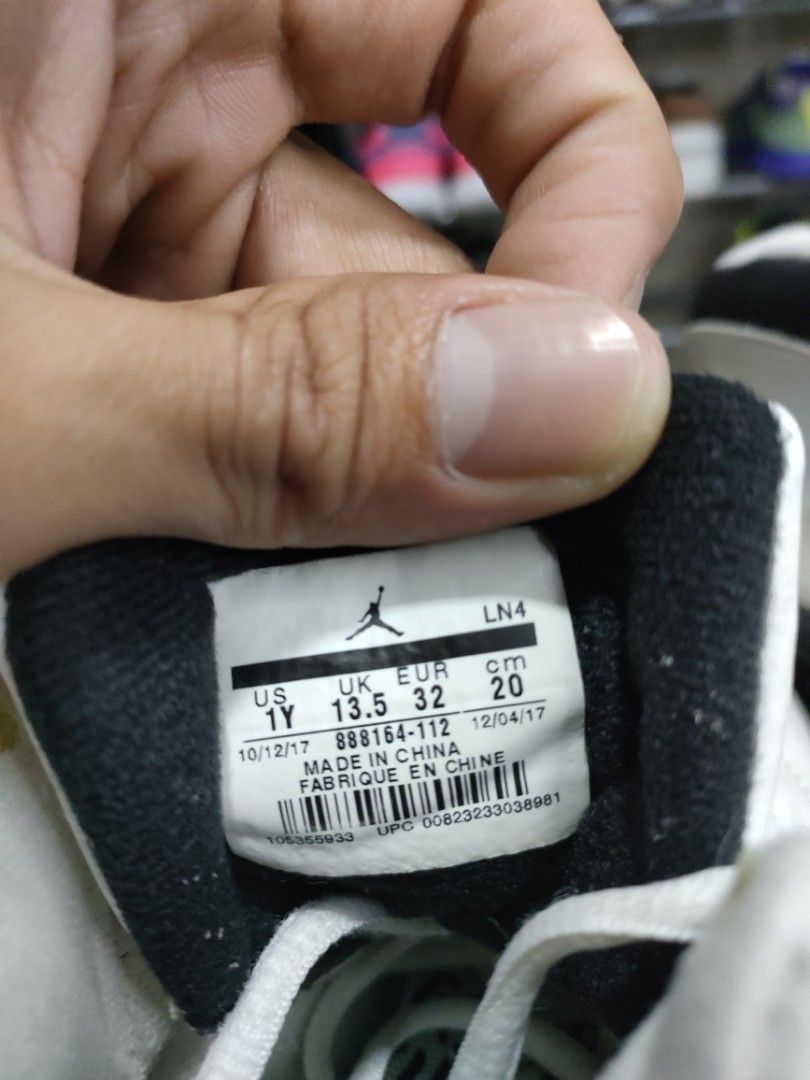 LN4
US UK EUR cm
1Y 13.5 32 20
10/12/17 888164-112 12/04/17
MADE IN CHINA
FABRIQUE EN CHINE
105355933 UPC 00823233038981